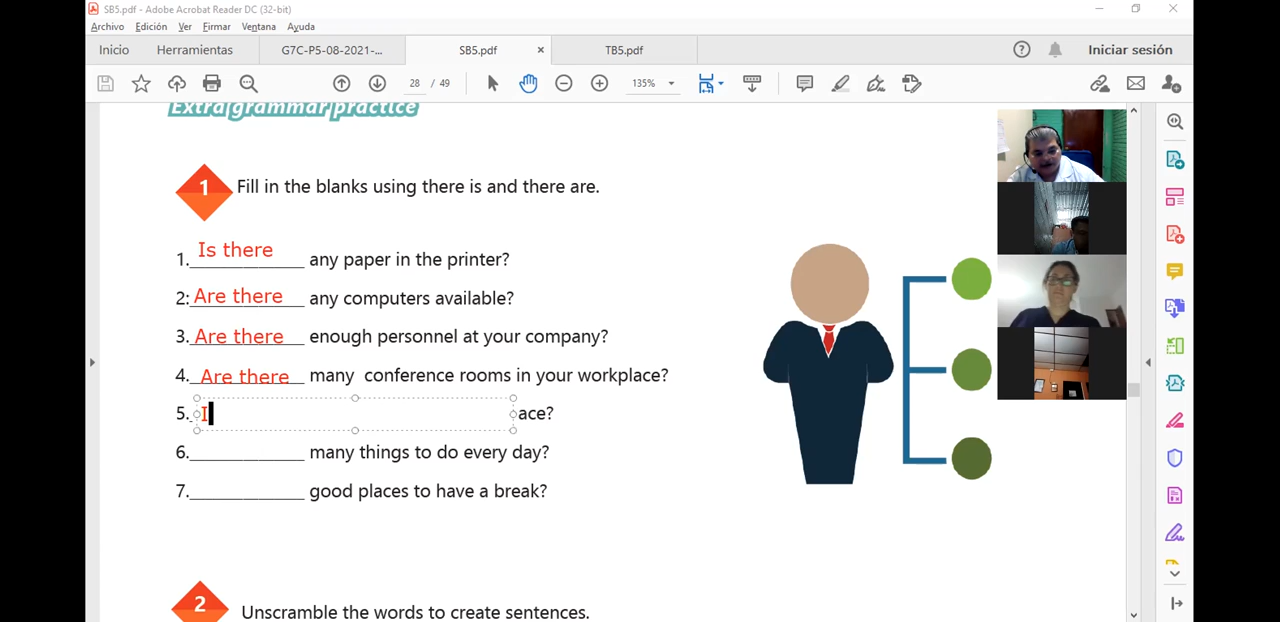 SB5.pdf - Adobe Acrobat Reader DC (32-bit)
Archivo Edición Ver Firmar Ventana Ayuda
Inicio Herramientas G7C-P5-08-2021-... SB5.pdf × TB5.pdf Iniciar sesión
28 / 49 135%
Extra grammar practice
1 Fill in the blanks using there is and there are.
1. Is there any paper in the printer?
2: Are there any computers available?
3. Are there enough personnel at your company?
4. Are there many conference rooms in your workplace?
5. I ace?
6.____________ many things to do every day?
7.____________ good places to have a break?
2 Unscramble the words to create sentences.